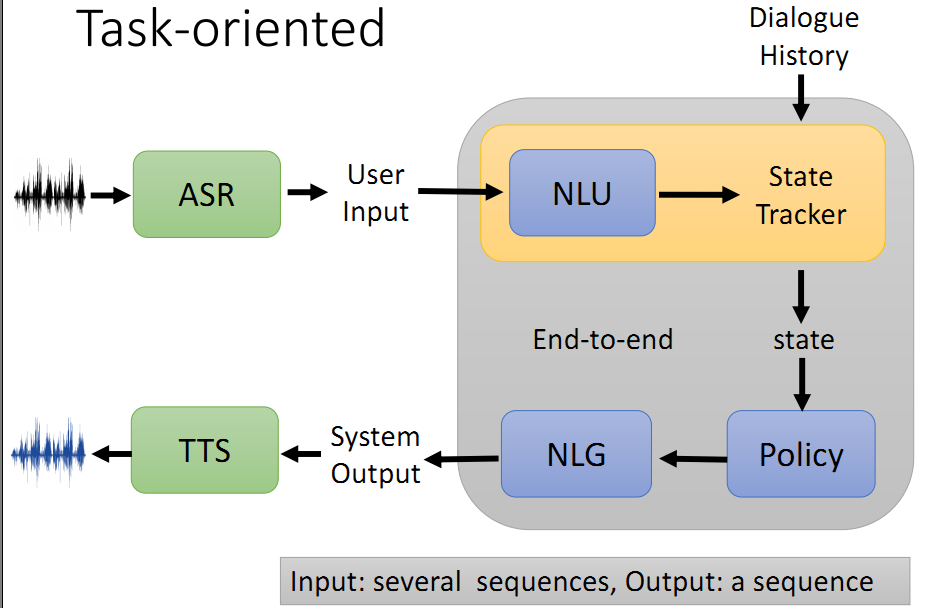 Task-oriented
Dialogue
History
ASR
User
Input
NLU
State
Tracker
End-to-end
state
TTS
System
Output
NLG
Policy
Input: several sequences, Output: a sequence